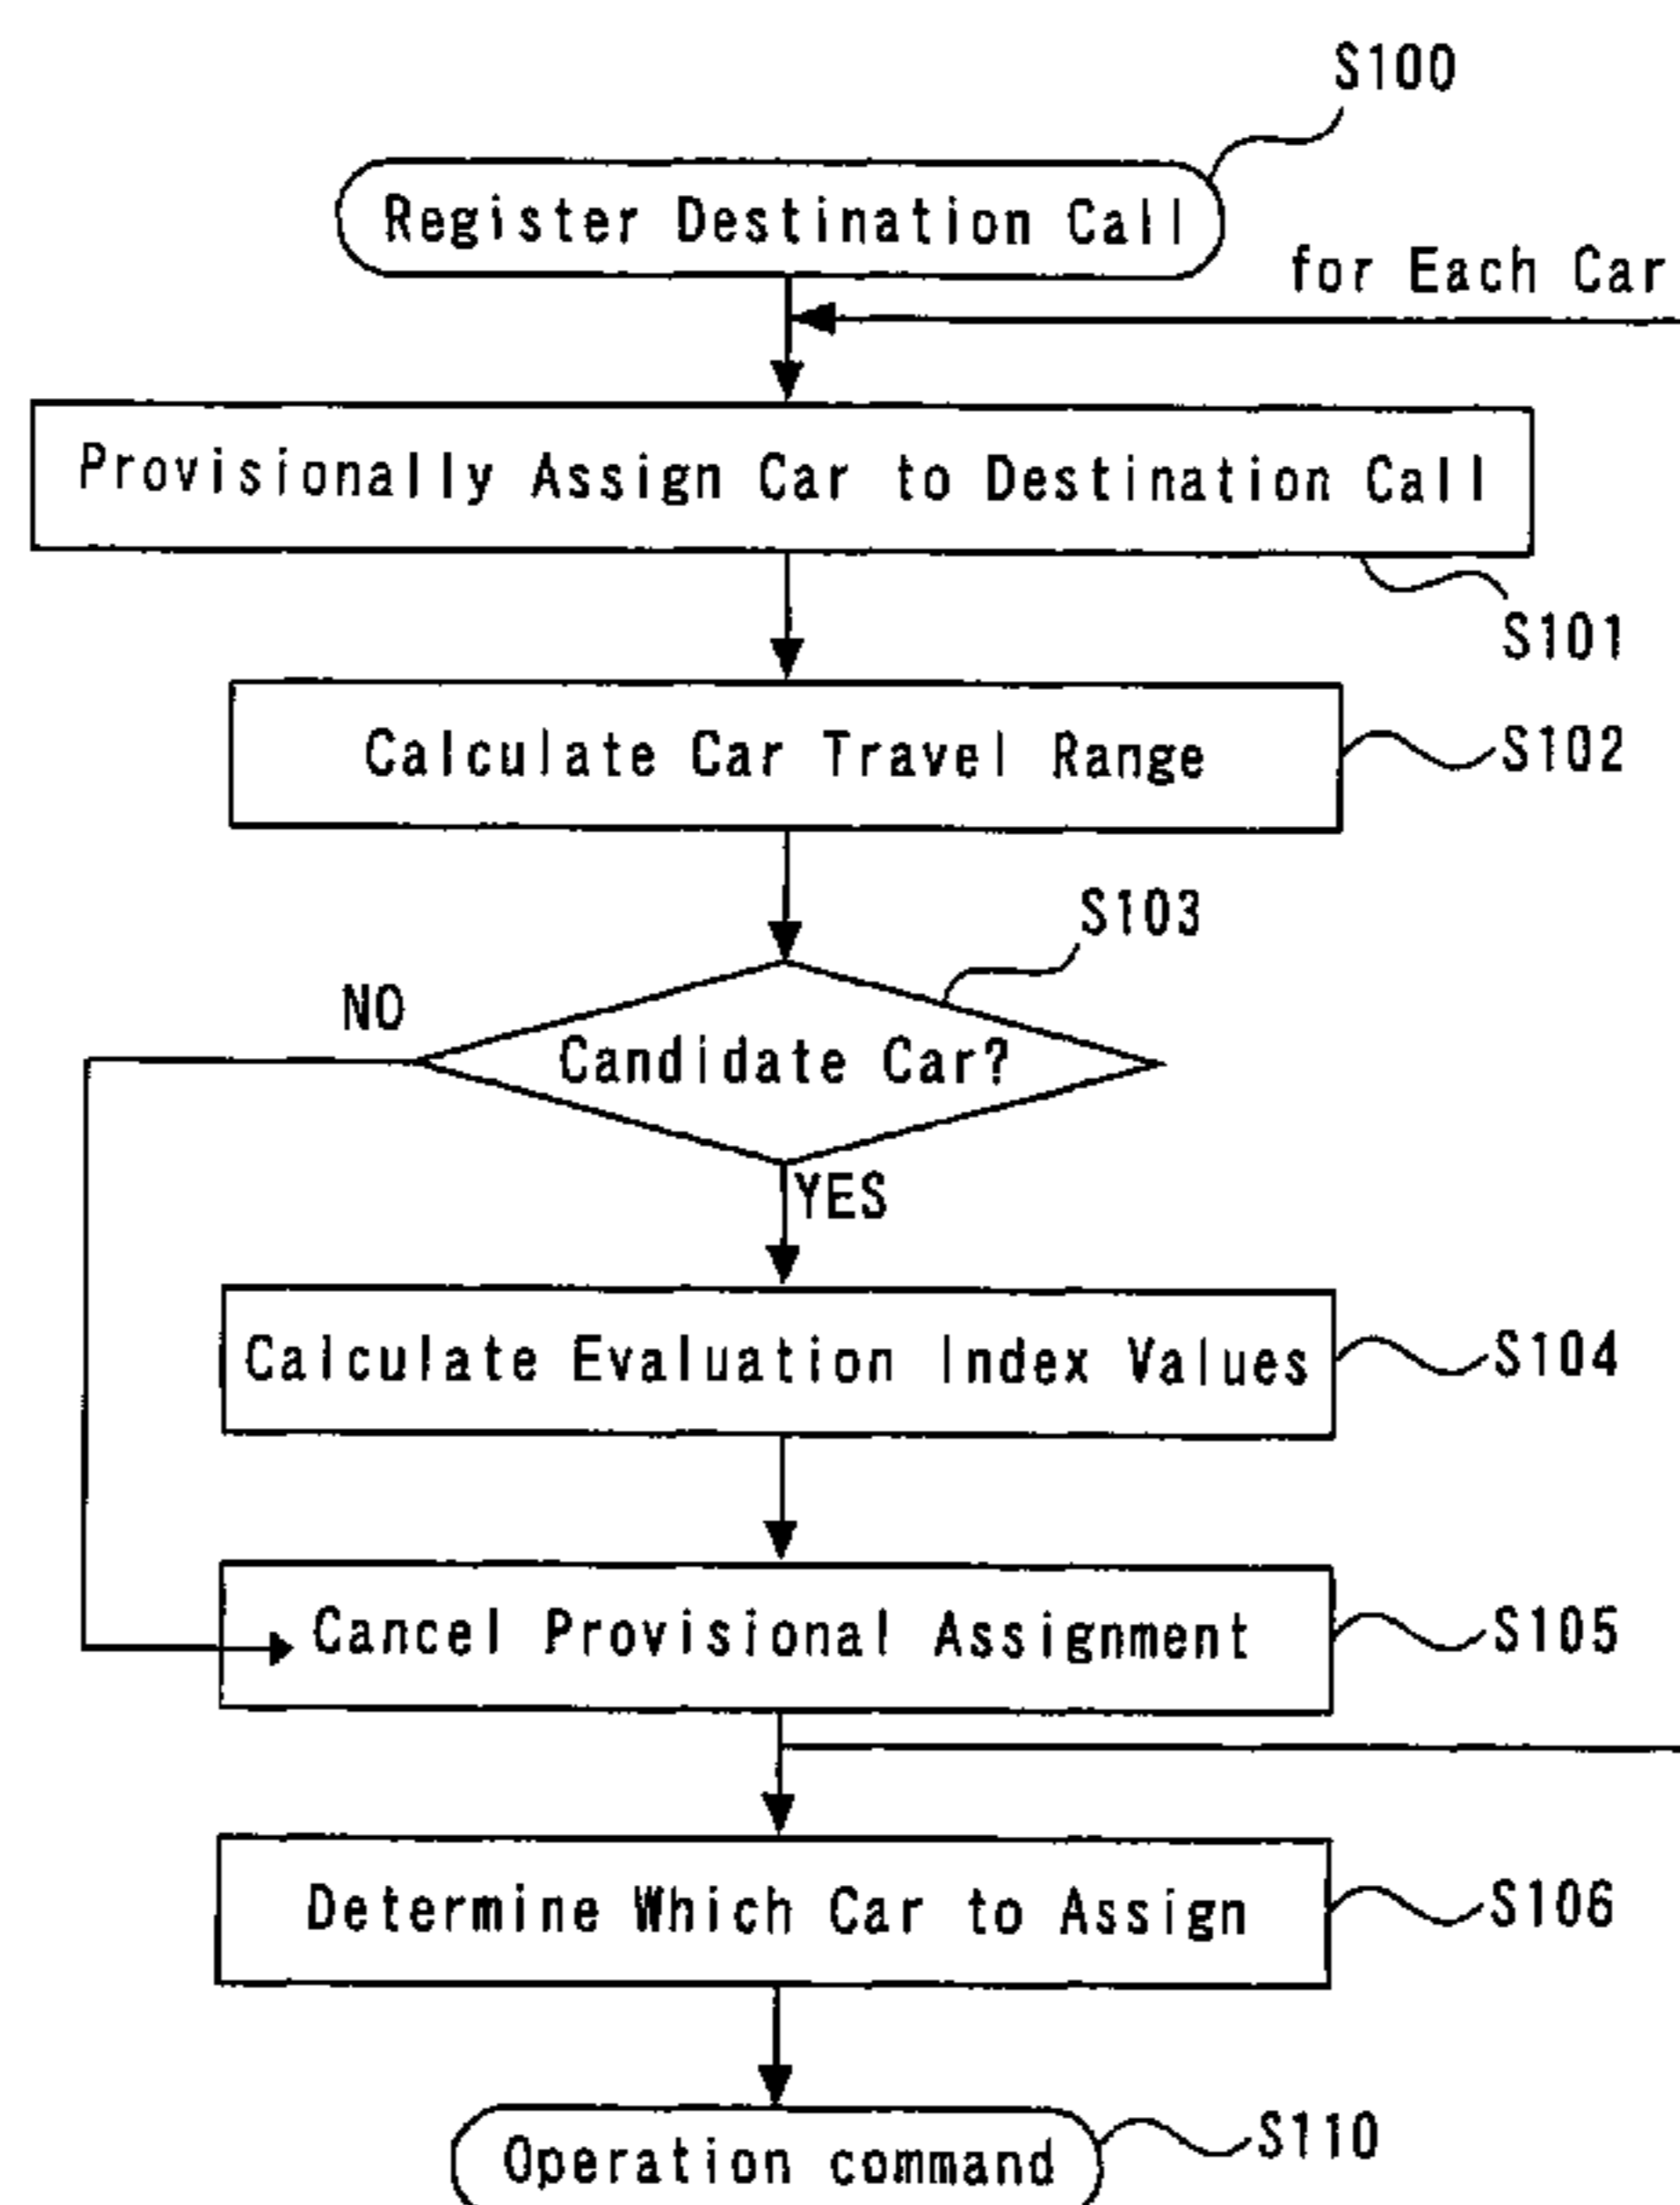 S100
Register Destination Call
for Each Car
Provisionally Assign Car to Destination Call
S101
Calculate Car Travel Range
S102
S103
NO
Candidate Car?
YES
Calculate Evaluation Index Values
S104
Cancel Provisional Assignment
S105
Determine Which Car to Assign
S106
Operation command
S110